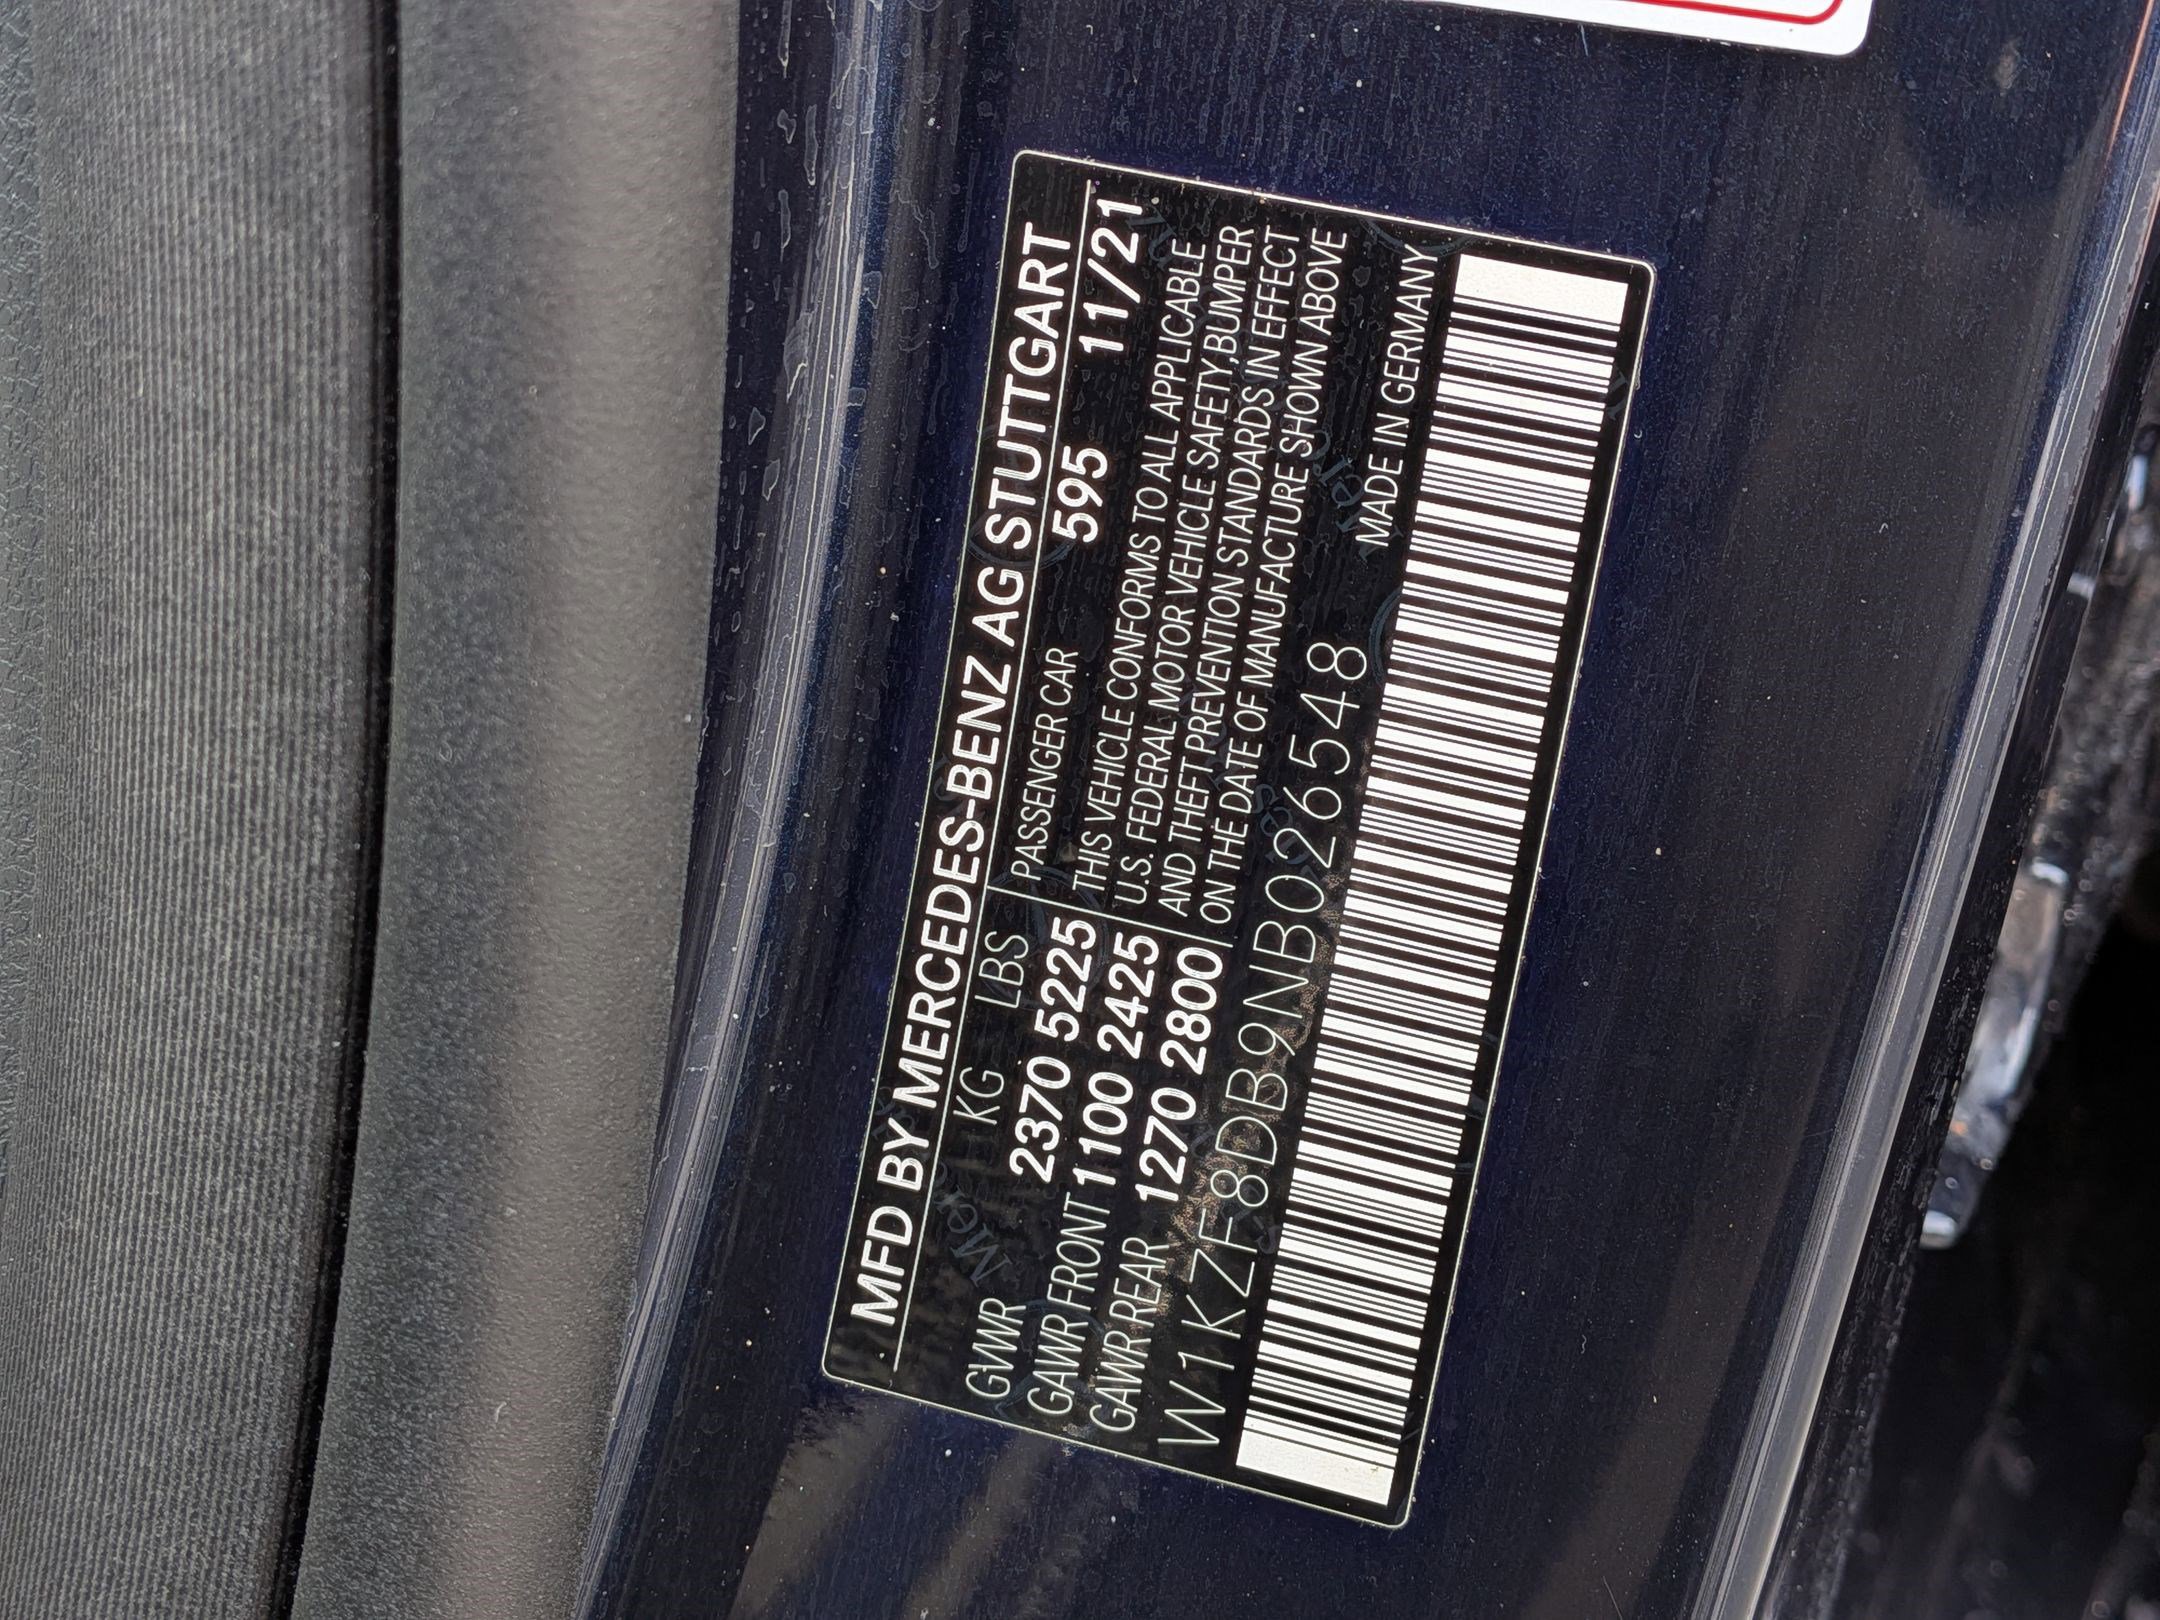 MFD BY MERCEDES-BENZ AG STUTTGART
KG LBS PASSENGER CAR 595 11/21
GVWR 2370 5225 THIS VEHICLE CONFORMS TO ALL APPLICABLE
GAWR FRONT 1100 2425 U.S. FEDERAL MOTOR VEHICLE SAFETY, BUMPER
GAWR REAR 1270 2800 AND THEFT PREVENTION STANDARDS IN EFFECT
ON THE DATE OF MANUFACTURE SHOWN ABOVE
W1KZF8DB9NB026548 MADE IN GERMANY